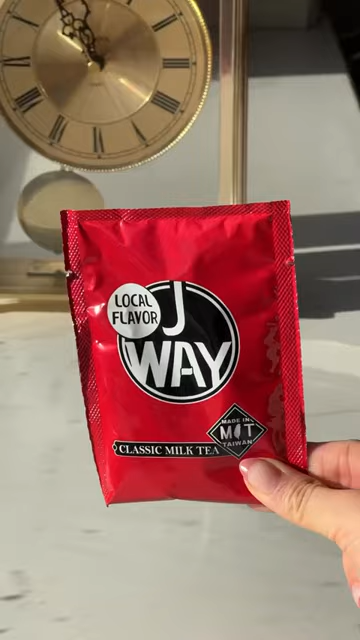 LOCAL
FLAVOR
J
WAY
MADE IN
MIT
TAIWAN
CLASSIC MILK TEA